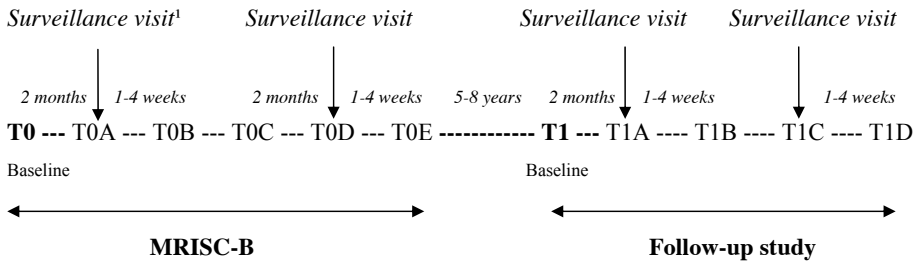 Surveillance visit¹ Surveillance visit Surveillance visit Surveillance visit
2 months 1-4 weeks 2 months 1-4 weeks 5-8 years 2 months 1-4 weeks 1-4 weeks
T0 --- T0A --- T0B --- T0C --- T0D --- T0E ------------ T1 --- T1A ---- T1B ---- T1C ---- T1D
Baseline Baseline
MRISC-B Follow-up study